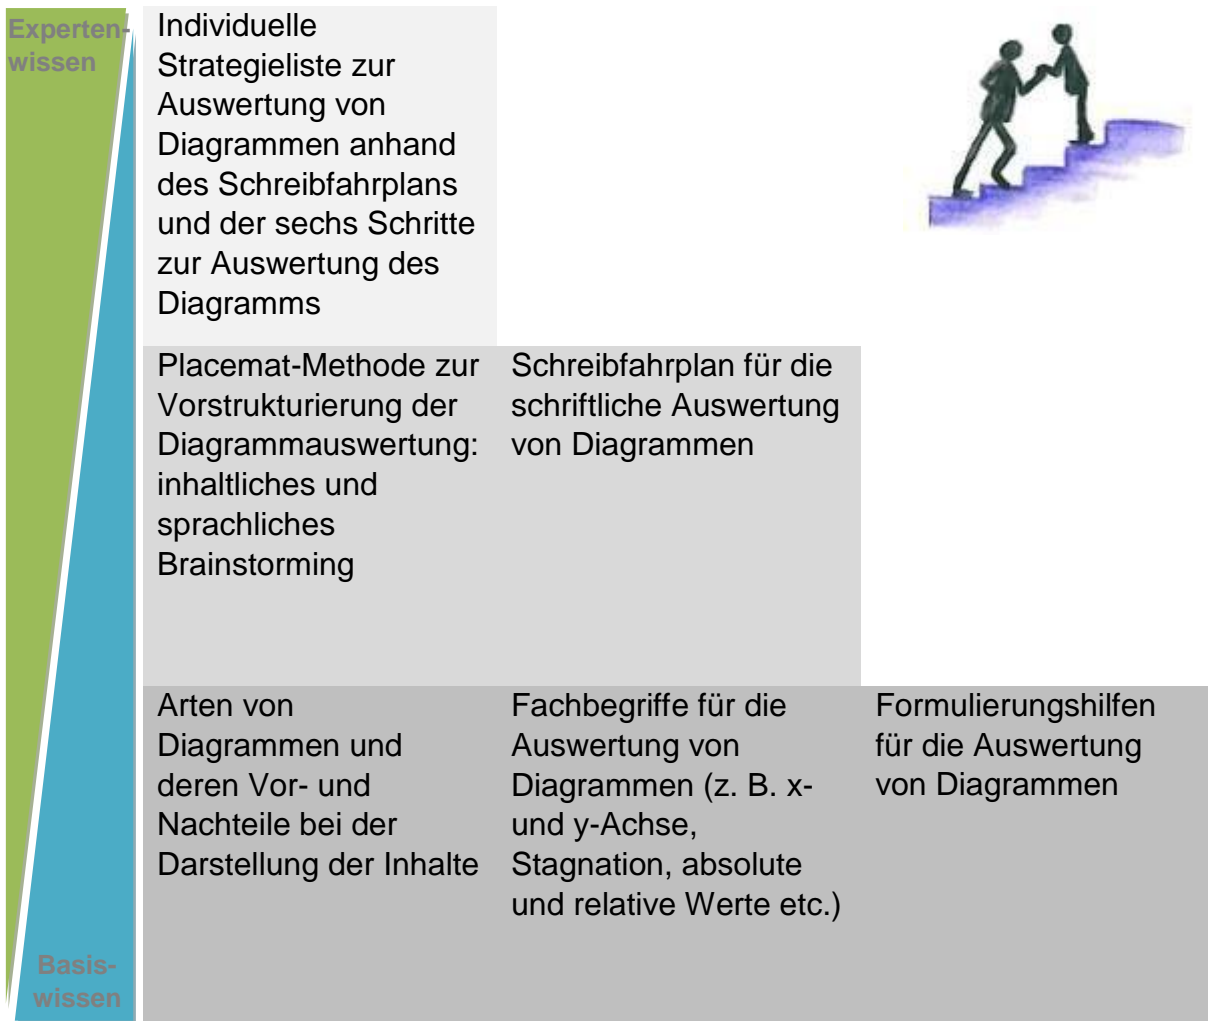 Experten-
wissen
Individuelle
Strategieliste zur
Auswertung von
Diagrammen anhand
des Schreibfahrplans
und der sechs Schritte
zur Auswertung des
Diagramms
Placemat-Methode zur
Vorstrukturierung der
Diagrammauswertung:
inhaltliches und
sprachliches
Brainstorming
Schreibfahrplan für die
schriftliche Auswertung
von Diagrammen
Arten von
Diagrammen und
deren Vor- und
Nachteile bei der
Darstellung der Inhalte
Fachbegriffe für die
Auswertung von
Diagrammen (z. B. x-
und y-Achse,
Stagnation, absolute
und relative Werte etc.)
Formulierungshilfen
für die Auswertung
von Diagrammen
Basis-
wissen